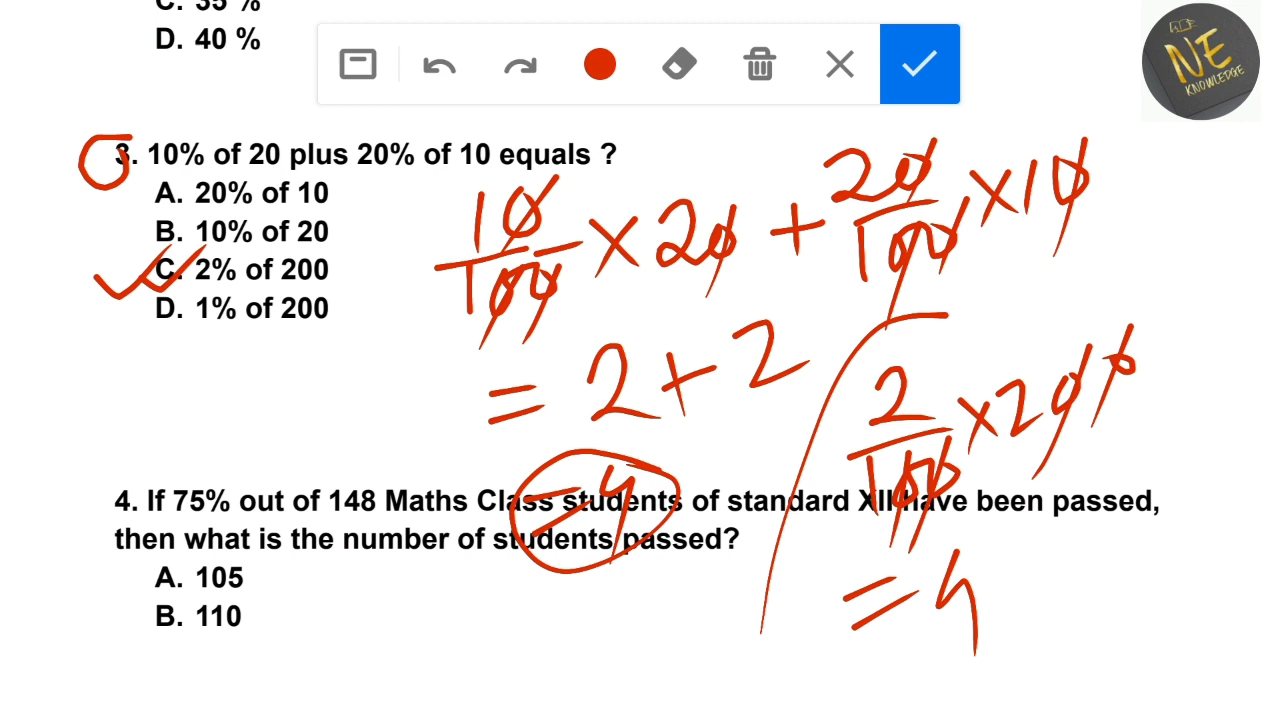 C. 35 %
D. 40 %
NE
KNOWLEDGE
3. 10% of 20 plus 20% of 10 equals ?
A. 20% of 10
B. 10% of 20
C. 2% of 200
D. 1% of 200
10/100 × 20 + 20/100 × 10
= 2 + 2
= 4
2/100 × 200
= 4
4. If 75% out of 148 Maths Class students of standard XII have been passed,
then what is the number of students passed?
A. 105
B. 110